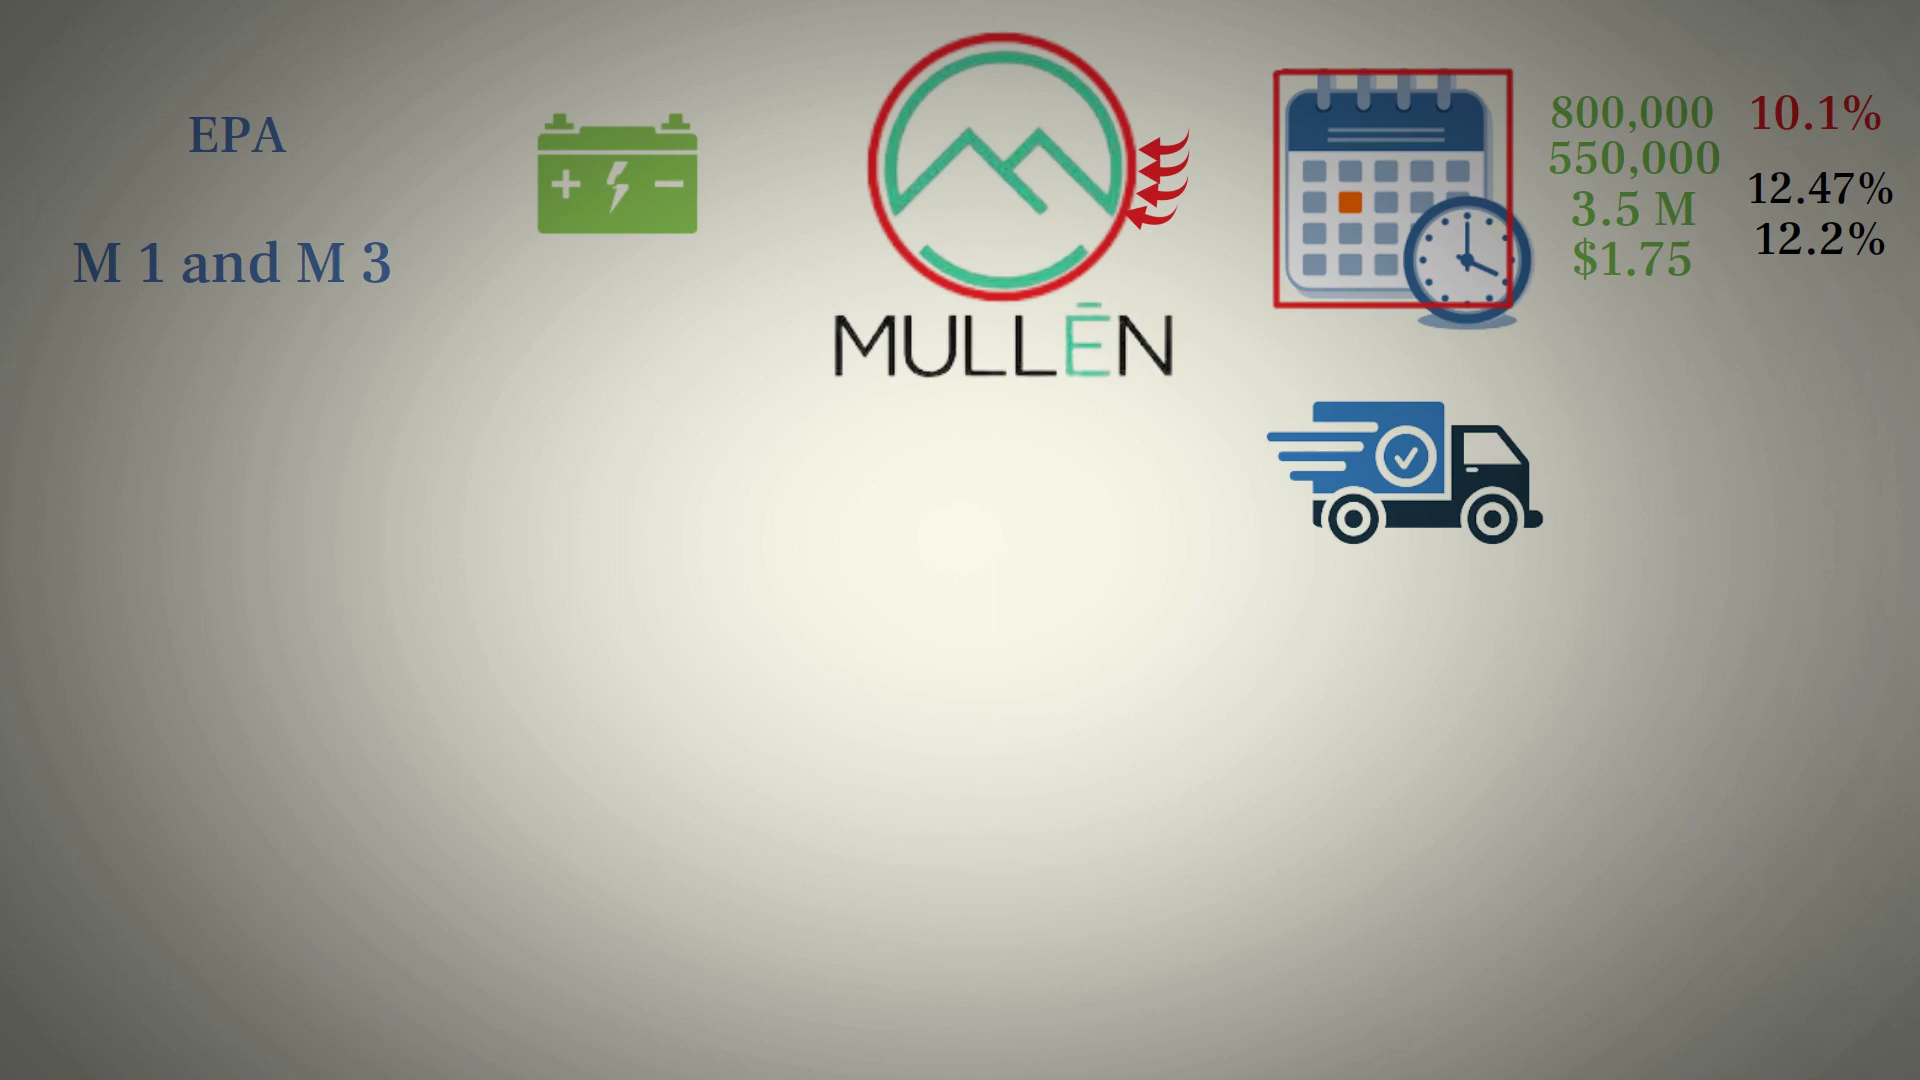 EPA
M 1 and M 3
MULLĒN
800,000
550,000
3.5 M
$1.75
10.1%
12.47%
12.2%